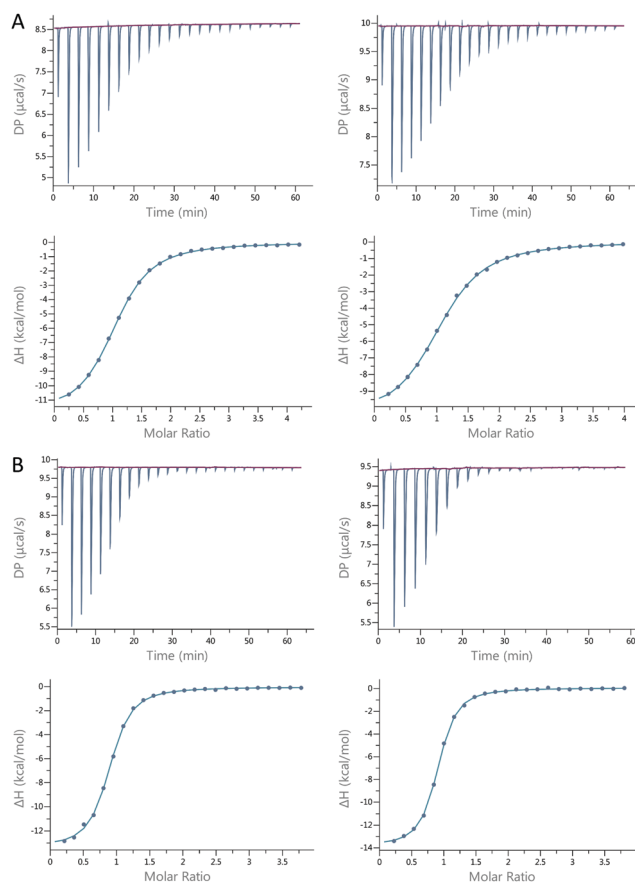 A
8.5
8
7.5
7
6.5
6
5.5
5
DP (µcal/s)
0 10 20 30 40 50 60
Time (min)
10
9.5
9
8.5
8
7.5
DP (µcal/s)
0 10 20 30 40 50 60
Time (min)
0
-1
-2
-3
-4
-5
-6
-7
-8
-9
-10
-11
ΔH (kcal/mol)
0 0.5 1 1.5 2 2.5 3 3.5 4
Molar Ratio
0
-1
-2
-3
-4
-5
-6
-7
-8
-9
ΔH (kcal/mol)
0 0.5 1 1.5 2 2.5 3 3.5 4
Molar Ratio
B
10
9.5
9
8.5
8
7.5
7
6.5
6
5.5
DP (µcal/s)
0 10 20 30 40 50 60
Time (min)
9.5
9
8.5
8
7.5
7
6.5
6
5.5
DP (µcal/s)
0 10 20 30 40 50 60
Time (min)
0
-2
-4
-6
-8
-10
-12
ΔH (kcal/mol)
0 0.5 1 1.5 2 2.5 3 3.5
Molar Ratio
0
-2
-4
-6
-8
-10
-12
-14
ΔH (kcal/mol)
0 0.5 1 1.5 2 2.5 3 3.5
Molar Ratio